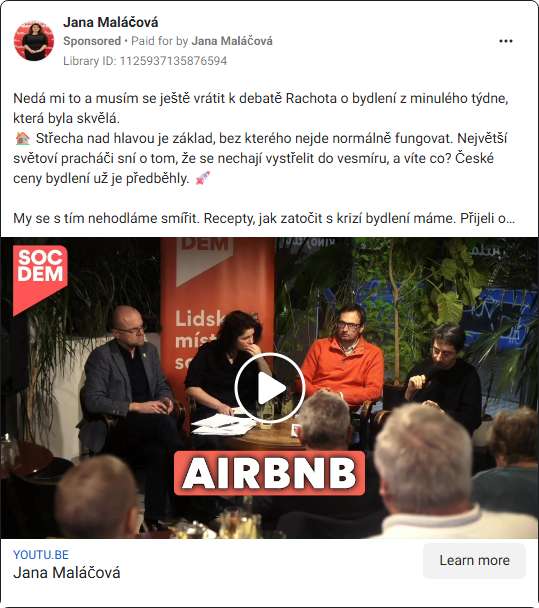 Jana Maláčová
Sponsored • Paid for by Jana Maláčová
Library ID: 1125937135876594
Nedá mi to a musím se ještě vrátit k debatě Rachota o bydlení z minulého týdne,
která byla skvělá.
🏠 Střecha nad hlavou je základ, bez kterého nejde normálně fungovat. Největší
světoví pracháči sní o tom, že se nechají vystřelit do vesmíru, a víte co? České
ceny bydlení už je předběhly. 🚀
My se s tím nehodláme smířit. Recepty, jak zatočit s krizí bydlení máme. Přijeli o...
SOC
DEM
DEM
Lidsk
míst
so
AIRBNB
YOUTU.BE
Jana Maláčová
Learn more